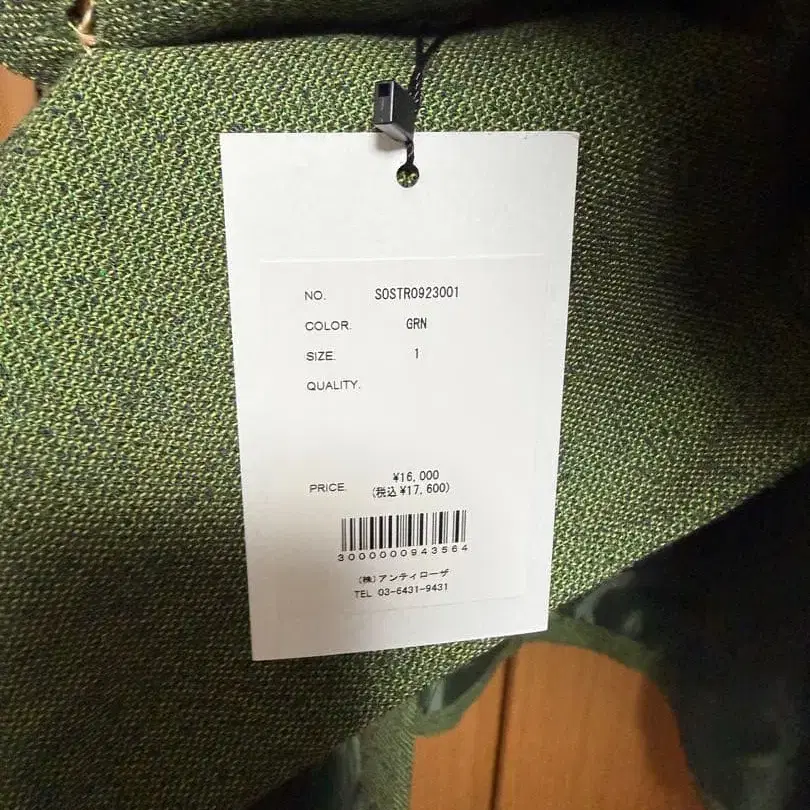 NO. SOSTR0923001
COLOR. GRN
SIZE. 1
QUALITY.
PRICE. ¥16,000
(税込 ¥17,600)
3000000943564
(株)アンティローザ
TEL 03-6431-9431